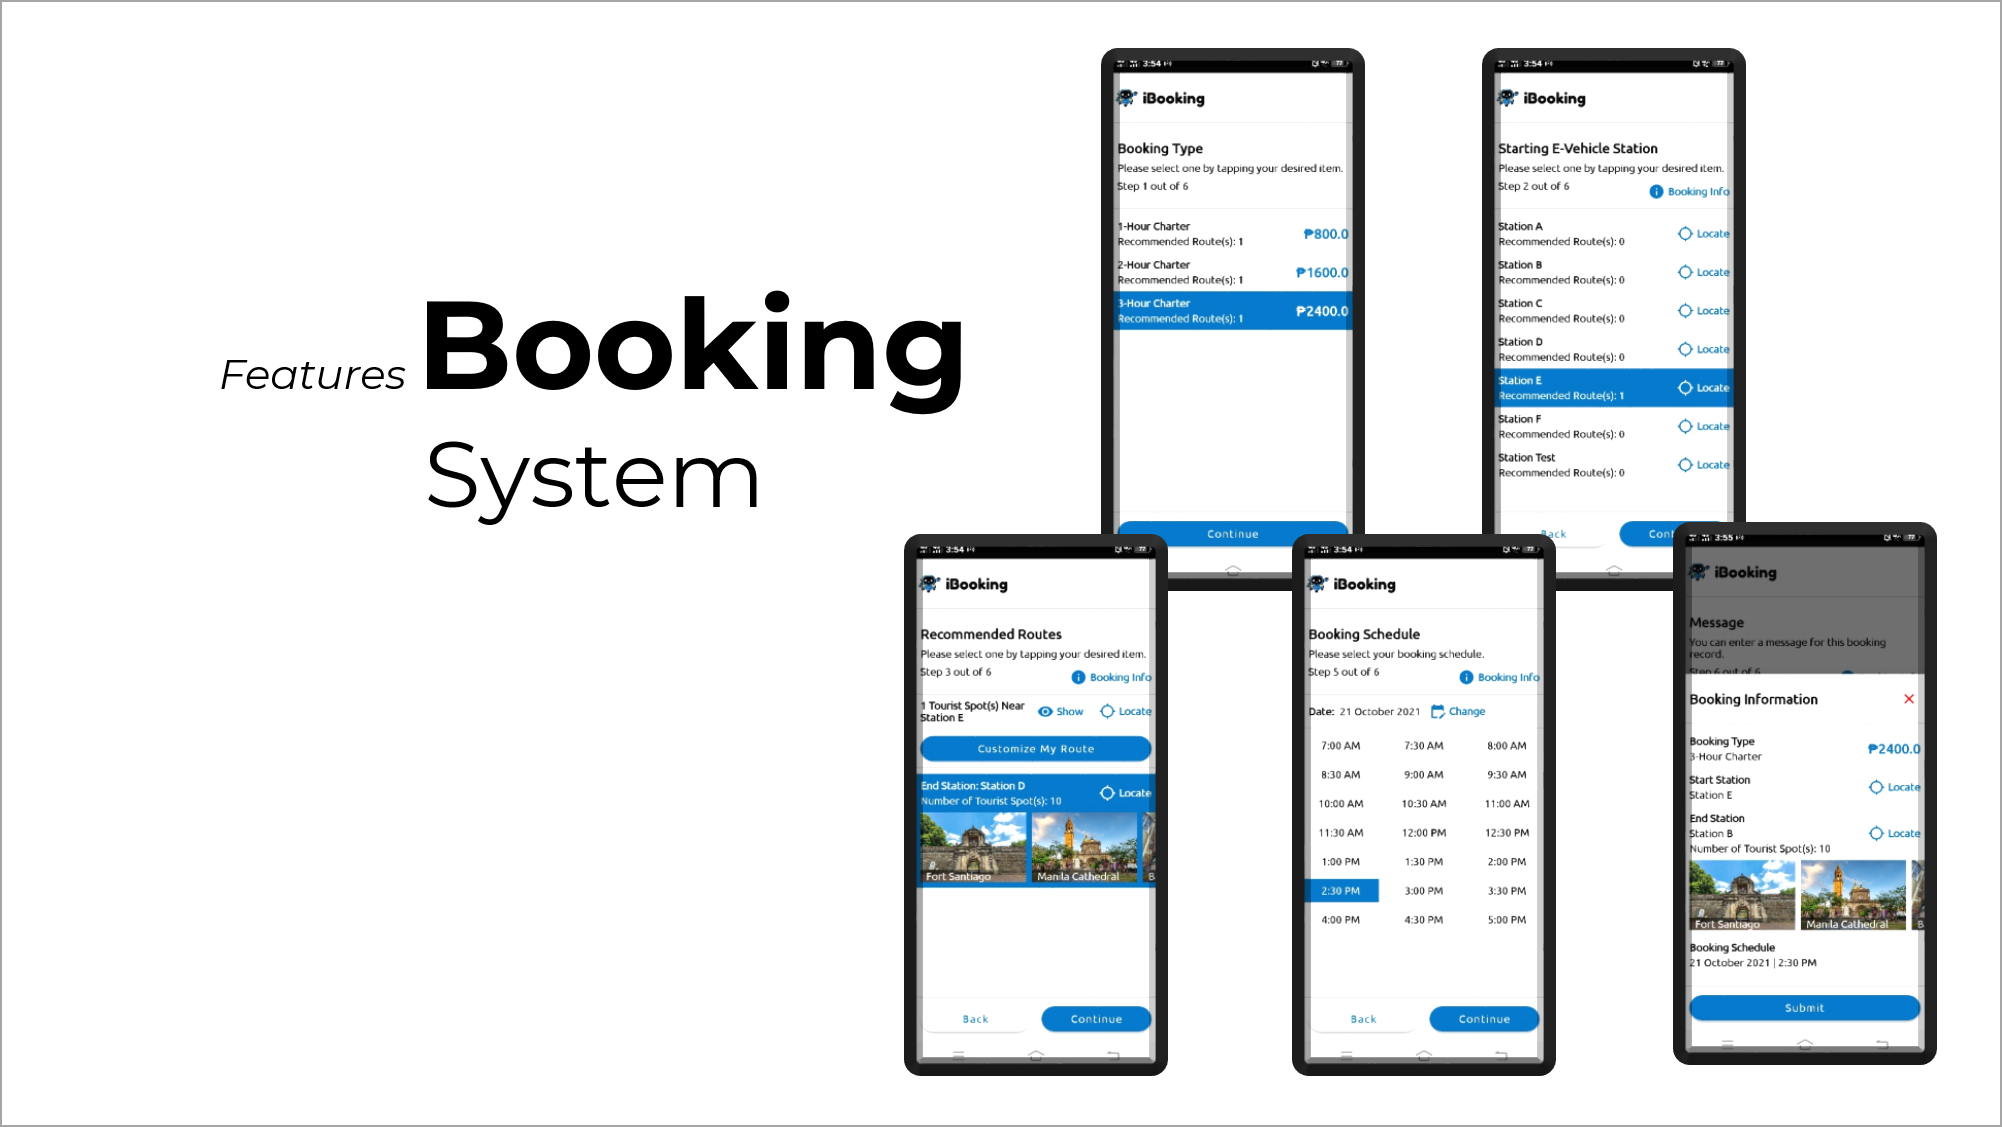 Features Booking
System
3:54
iBooking
Booking Type
Please select one by tapping your desired item.
Step 1 out of 6
1-Hour Charter
Recommended Route(s): 1
₱800.0
2-Hour Charter
Recommended Route(s): 1
₱1600.0
3-Hour Charter
Recommended Route(s): 1
₱2400.0
Continue
3:54
iBooking
Starting E-Vehicle Station
Please select one by tapping your desired item.
Step 2 out of 6
Booking Info
Station A
Recommended Route(s): 0
Locate
Station B
Recommended Route(s): 0
Locate
Station C
Recommended Route(s): 0
Locate
Station D
Recommended Route(s): 0
Locate
Station E
Recommended Route(s): 1
Locate
Station F
Recommended Route(s): 0
Locate
Station Test
Recommended Route(s): 0
Locate
Back Cont
3:54
iBooking
Recommended Routes
Please select one by tapping your desired item.
Step 3 out of 6
Booking Info
1 Tourist Spot(s) Near
Station E
Show Locate
Customize My Route
End Station: Station D
Number of Tourist Spot(s): 10
Locate
Fort Santiago Manila Cathedral B
Back Continue
3:54
iBooking
Booking Schedule
Please select your booking schedule.
Step 5 out of 6
Booking Info
Date: 21 October 2021 Change
7:00 AM 7:30 AM 8:00 AM
8:30 AM 9:00 AM 9:30 AM
10:00 AM 10:30 AM 11:00 AM
11:30 AM 12:00 PM 12:30 PM
1:00 PM 1:30 PM 2:00 PM
2:30 PM 3:00 PM 3:30 PM
4:00 PM 4:30 PM 5:00 PM
Back Continue
3:55
iBooking
Message
You can enter a message for this booking
record.
Step 6 out of 6
Booking Information
Booking Type
3-Hour Charter
₱2400.0
Start Station
Station E
Locate
End Station
Station B
Locate
Number of Tourist Spot(s): 10
Fort Santiago Manila Cathedral B
Booking Schedule
21 October 2021 | 2:30 PM
Submit